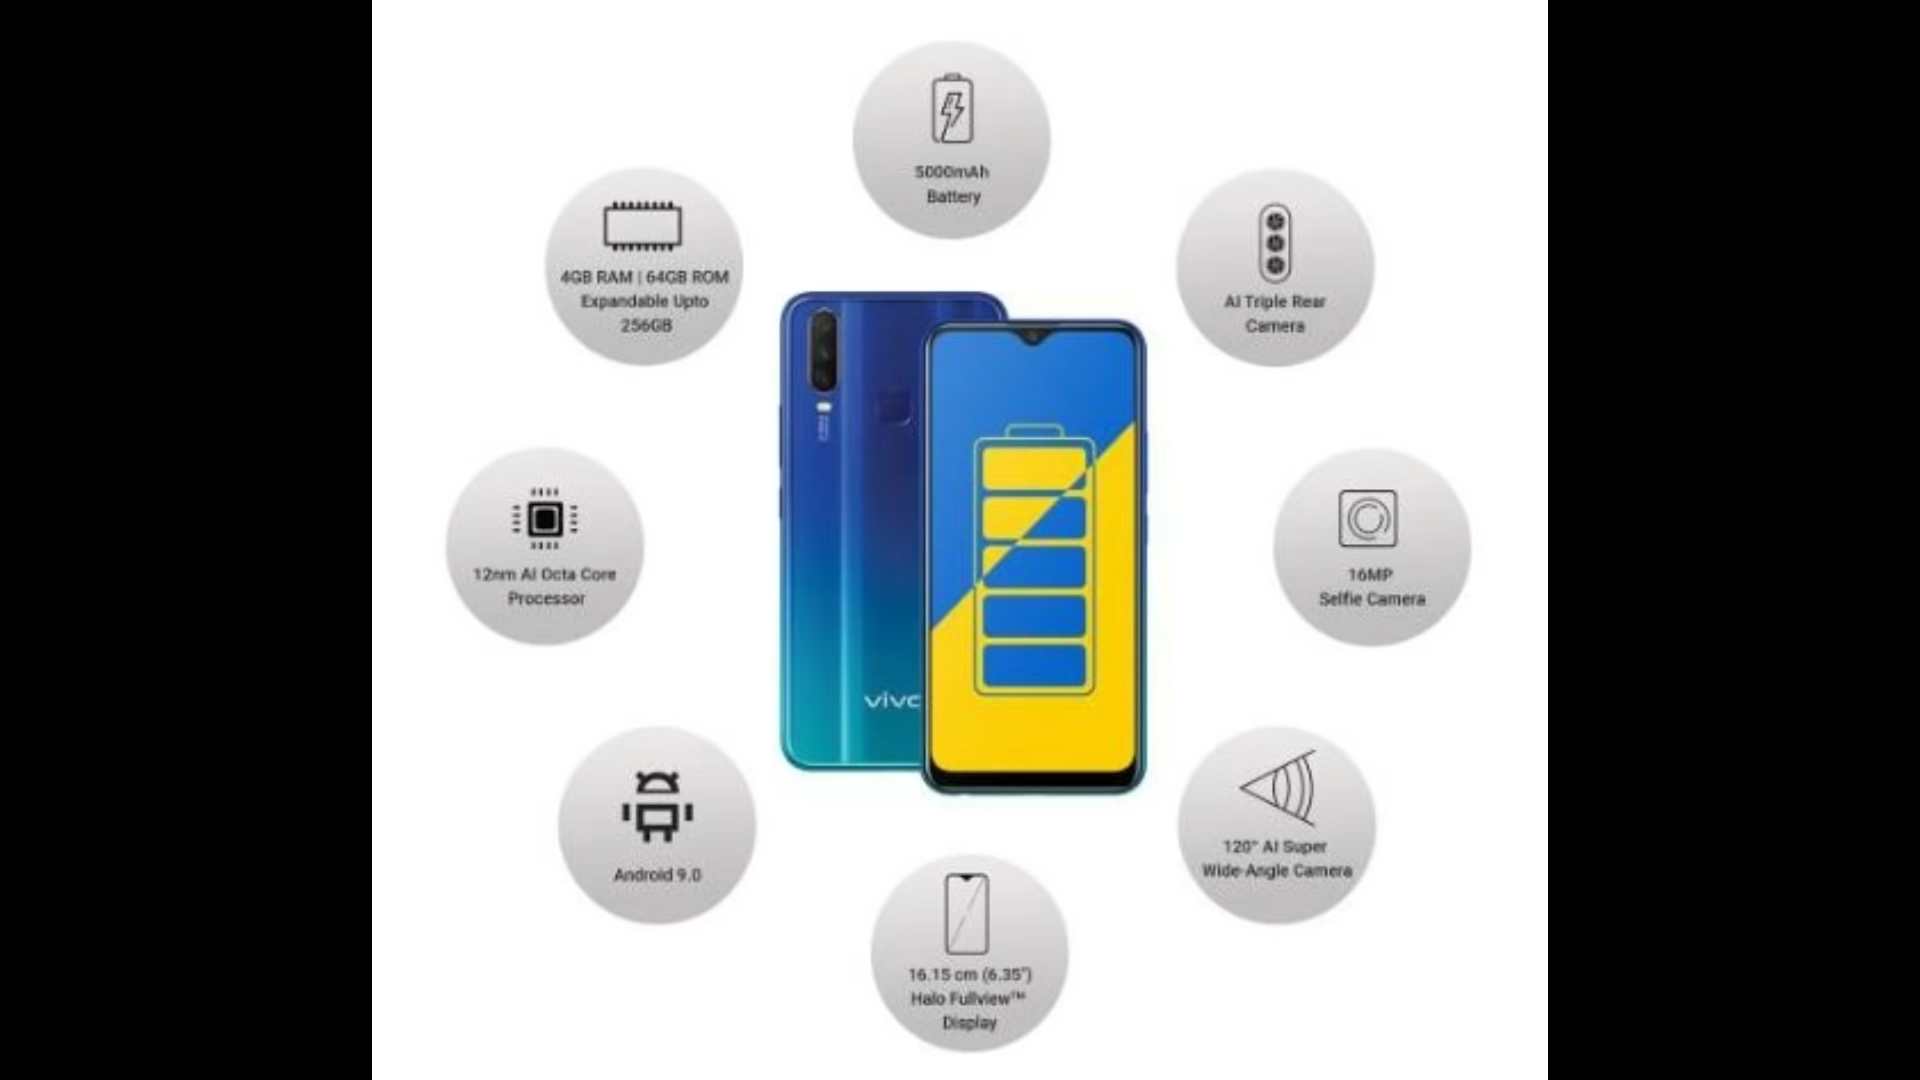 5000mAh
Battery
4GB RAM | 64GB ROM
Expandable Upto
256GB
AI Triple Rear
Camera
12nm AI Octa Core
Processor
16MP
Selfie Camera
vivo
Android 9.0
120° AI Super
Wide-Angle Camera
16.15 cm (6.35")
Halo Fullview™
Display